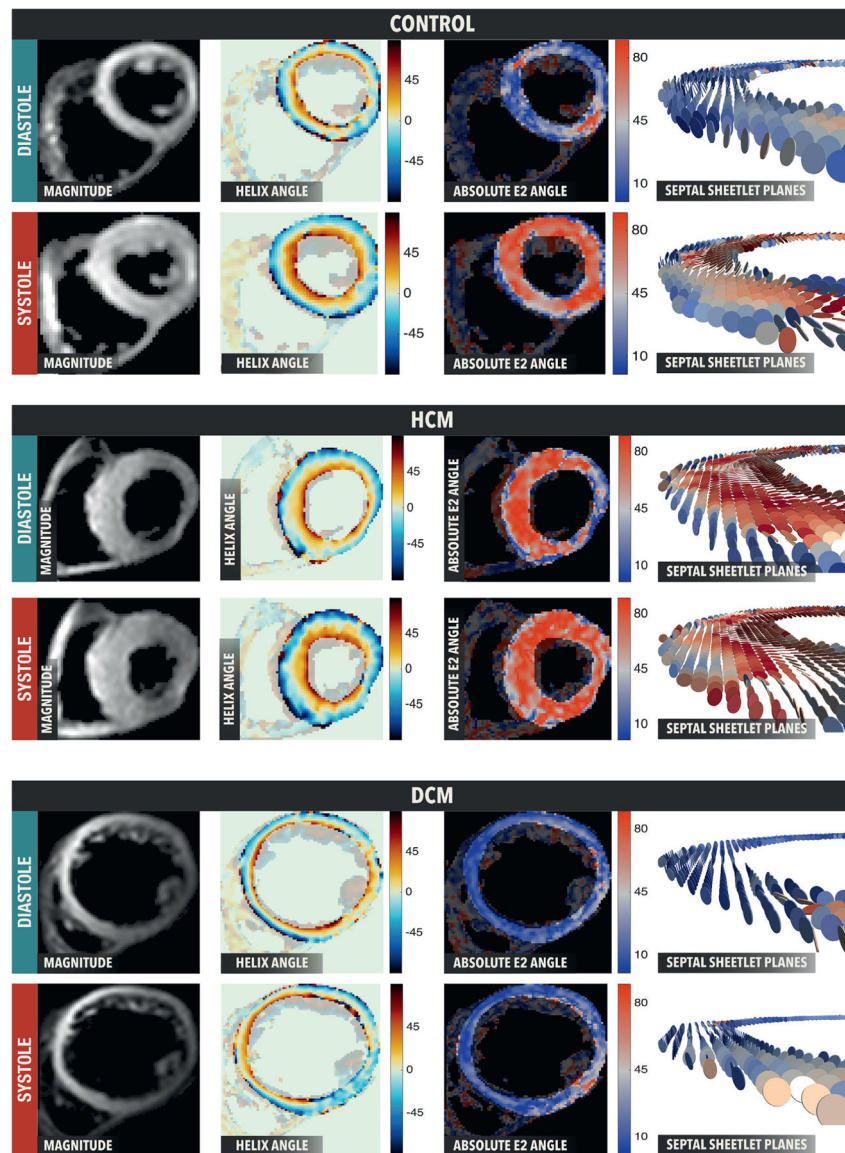 CONTROL
DIASTOLE
MAGNITUDE
HELIX ANGLE
45
0
-45
ABSOLUTE E2 ANGLE
80
45
10
SEPTAL SHEETLET PLANES
SYSTOLE
MAGNITUDE
HELIX ANGLE
45
0
-45
ABSOLUTE E2 ANGLE
80
45
10
SEPTAL SHEETLET PLANES
HCM
DIASTOLE
MAGNITUDE
HELIX ANGLE
45
0
-45
ABSOLUTE E2 ANGLE
80
45
10
SEPTAL SHEETLET PLANES
SYSTOLE
MAGNITUDE
HELIX ANGLE
45
0
-45
ABSOLUTE E2 ANGLE
80
45
10
SEPTAL SHEETLET PLANES
DCM
DIASTOLE
MAGNITUDE
HELIX ANGLE
45
0
-45
ABSOLUTE E2 ANGLE
80
45
10
SEPTAL SHEETLET PLANES
SYSTOLE
MAGNITUDE
HELIX ANGLE
45
0
-45
ABSOLUTE E2 ANGLE
80
45
10
SEPTAL SHEETLET PLANES